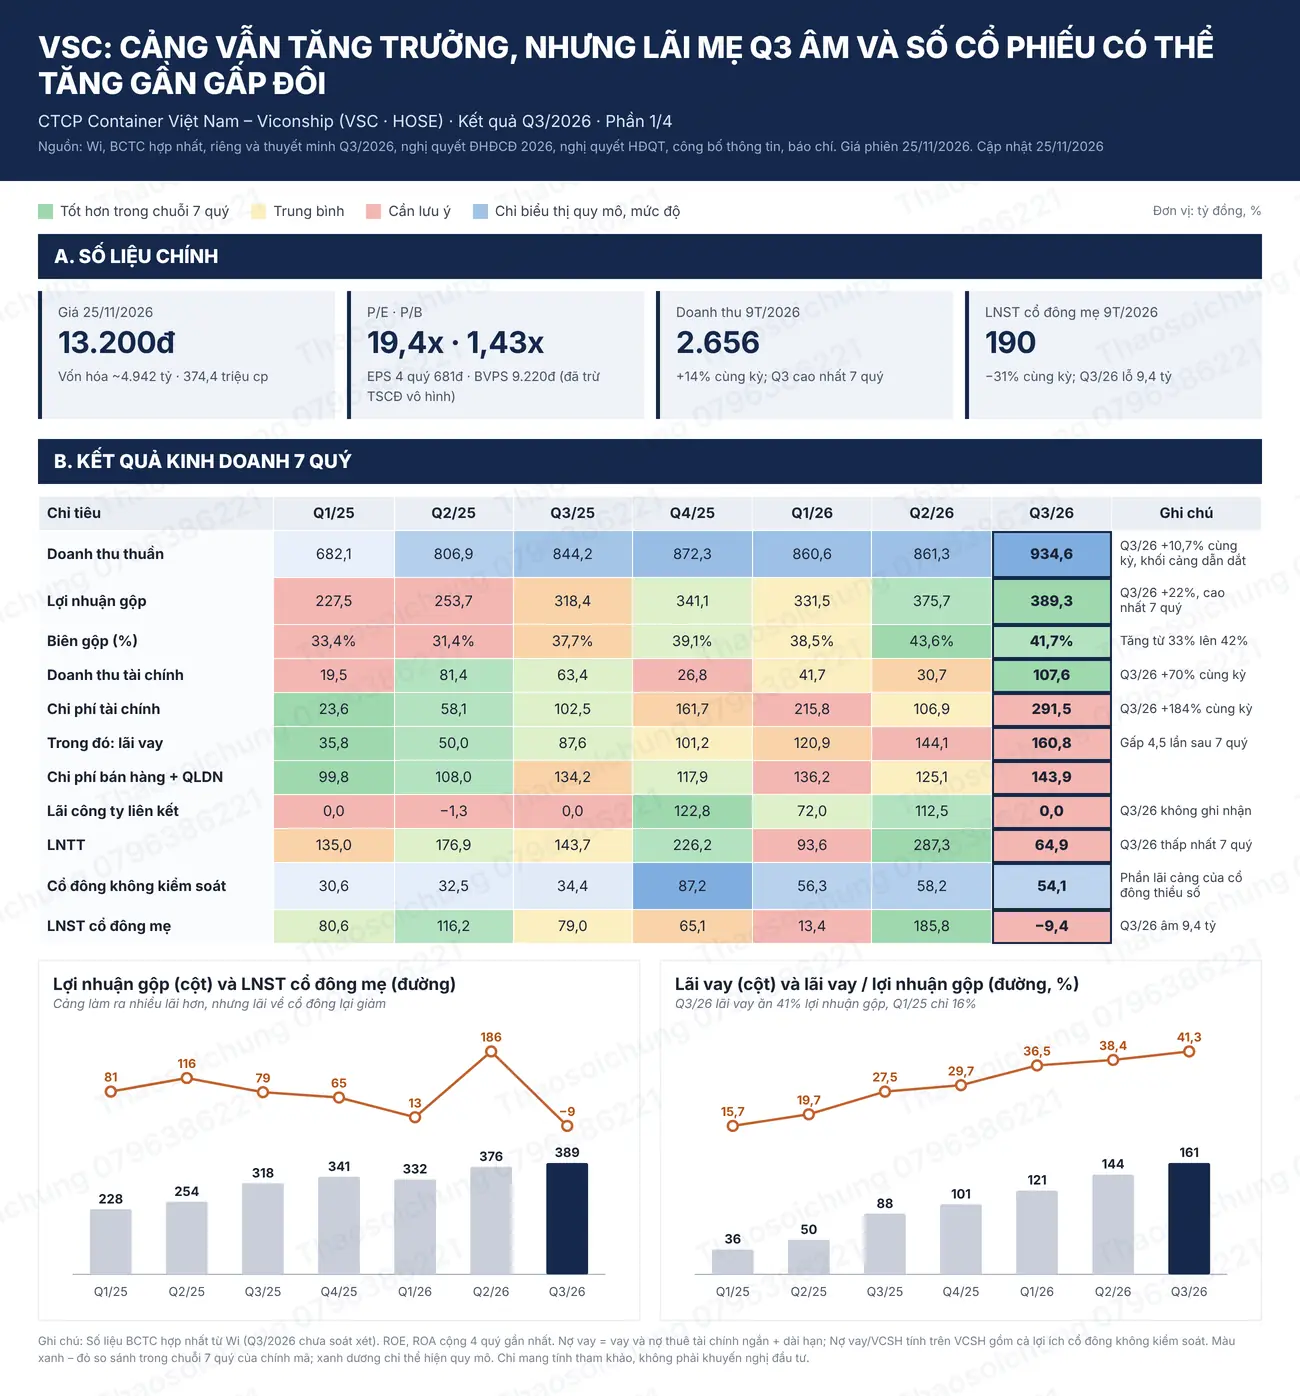 VSC: CẢNG VẪN TĂNG TRƯỞNG, NHƯNG LÃI MẸ Q3 ÂM VÀ SỐ CỔ PHIẾU CÓ THỂ
TĂNG GẦN GẤP ĐÔI
CTCP Container Việt Nam – Viconship (VSC · HOSE) · Kết quả Q3/2026 · Phần 1/4
Nguồn: Wi, BCTC hợp nhất, riêng và thuyết minh Q3/2026, nghị quyết ĐHĐCĐ 2026, nghị quyết HĐQT, công bố thông tin, báo chí. Giá phiên 25/11/2026. Cập nhật 25/11/2026
Tốt hơn trong chuỗi 7 quý Trung bình Cần lưu ý Chỉ biểu thị quy mô, mức độ Đơn vị: tỷ đồng, %
A. SỐ LIỆU CHÍNH
Giá 25/11/2026
13.200đ
Vốn hóa ~4.942 tỷ · 374,4 triệu cp
P/E · P/B
19,4x · 1,43x
EPS 4 quý 681đ · BVPS 9.220đ (đã trừ
TSCĐ vô hình)
Doanh thu 9T/2026
2.656
+14% cùng kỳ; Q3 cao nhất 7 quý
LNST cổ đông mẹ 9T/2026
190
−31% cùng kỳ; Q3/26 lỗ 9,4 tỷ
B. KẾT QUẢ KINH DOANH 7 QUÝ
Chỉ tiêu Q1/25 Q2/25 Q3/25 Q4/25 Q1/26 Q2/26 Q3/26 Ghi chú
Doanh thu thuần 682,1 806,9 844,2 872,3 860,6 861,3 934,6 Q3/26 +10,7% cùng
kỳ, khối cảng dẫn dắt
Lợi nhuận gộp 227,5 253,7 318,4 341,1 331,5 375,7 389,3 Q3/26 +22%, cao
nhất 7 quý
Biên gộp (%) 33,4% 31,4% 37,7% 39,1% 38,5% 43,6% 41,7% Tăng từ 33% lên 42%
Doanh thu tài chính 19,5 81,4 63,4 26,8 41,7 30,7 107,6 Q3/26 +70% cùng kỳ
Chi phí tài chính 23,6 58,1 102,5 161,7 215,8 106,9 291,5 Q3/26 +184% cùng kỳ
Trong đó: lãi vay 35,8 50,0 87,6 101,2 120,9 144,1 160,8 Gấp 4,5 lần sau 7 quý
Chi phí bán hàng + QLDN 99,8 108,0 134,2 117,9 136,2 125,1 143,9
Lãi công ty liên kết 0,0 −1,3 0,0 122,8 72,0 112,5 0,0 Q3/26 không ghi nhận
LNTT 135,0 176,9 143,7 226,2 93,6 287,3 64,9 Q3/26 thấp nhất 7 quý
Cổ đông không kiểm soát 30,6 32,5 34,4 87,2 56,3 58,2 54,1 Phần lãi cảng của cổ
đông thiểu số
LNST cổ đông mẹ 80,6 116,2 79,0 65,1 13,4 185,8 −9,4 Q3/26 âm 9,4 tỷ
Lợi nhuận gộp (cột) và LNST cổ đông mẹ (đường)
Cảng làm ra nhiều lãi hơn, nhưng lãi về cổ đông lại giảm
81 116 79 65 13 186 −9
228 254 318 341 332 376 389
Q1/25 Q2/25 Q3/25 Q4/25 Q1/26 Q2/26 Q3/26
Lãi vay (cột) và lãi vay / lợi nhuận gộp (đường, %)
Q3/26 lãi vay ăn 41% lợi nhuận gộp, Q1/25 chỉ 16%
15,7 19,7 27,5 29,7 36,5 38,4 41,3
36 50 88 101 121 144 161
Q1/25 Q2/25 Q3/25 Q4/25 Q1/26 Q2/26 Q3/26
Ghi chú: Số liệu BCTC hợp nhất từ Wi (Q3/2026 chưa soát xét). ROE, ROA cộng 4 quý gần nhất. Nợ vay = vay và nợ thuê tài chính ngắn + dài hạn; Nợ vay/VCSH tính trên VCSH gồm cả lợi ích cổ đông không kiểm soát. Màu
xanh – đỏ so sánh trong chuỗi 7 quý của chính mã; xanh dương chỉ thể hiện quy mô. Chỉ mang tính tham khảo, không phải khuyến nghị đầu tư.
Thaosoichung 0796386221